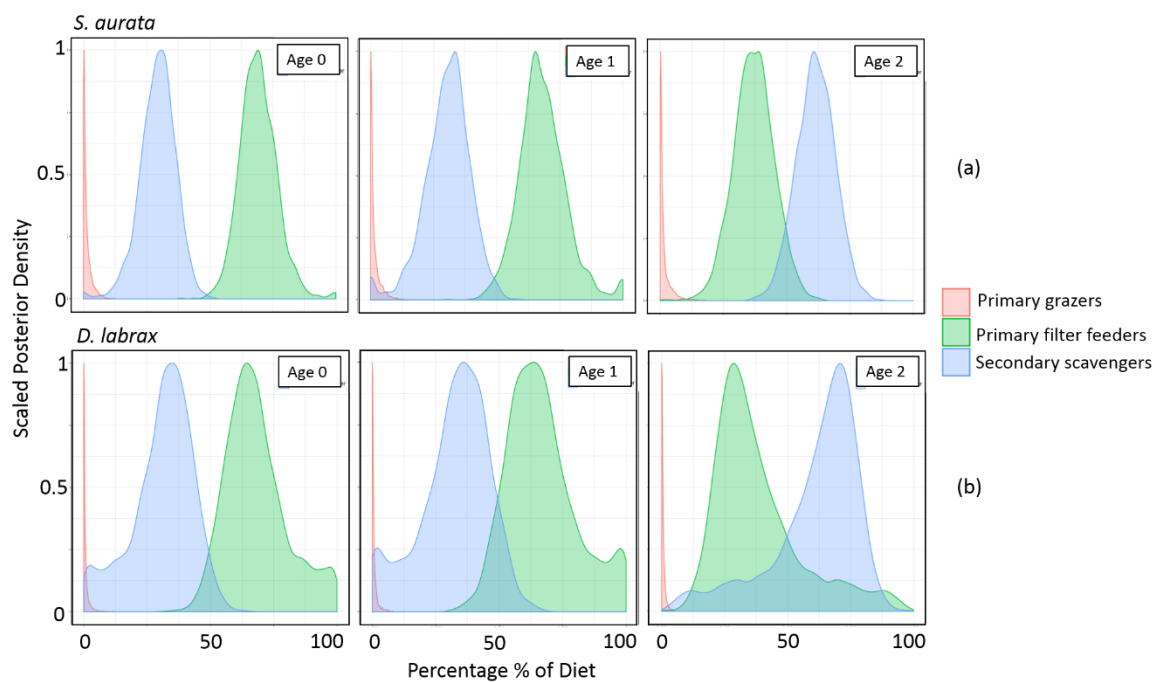 S. aurata
Age 0
Age 1
Age 2
1
0.5
0
(a)
Primary grazers
Primary filter feeders
Secondary scavengers
Scaled Posterior Density
D. labrax
Age 0
Age 1
Age 2
1
0.5
0
(b)
0 50 100 0 50 100 0 50 100
Percentage % of Diet